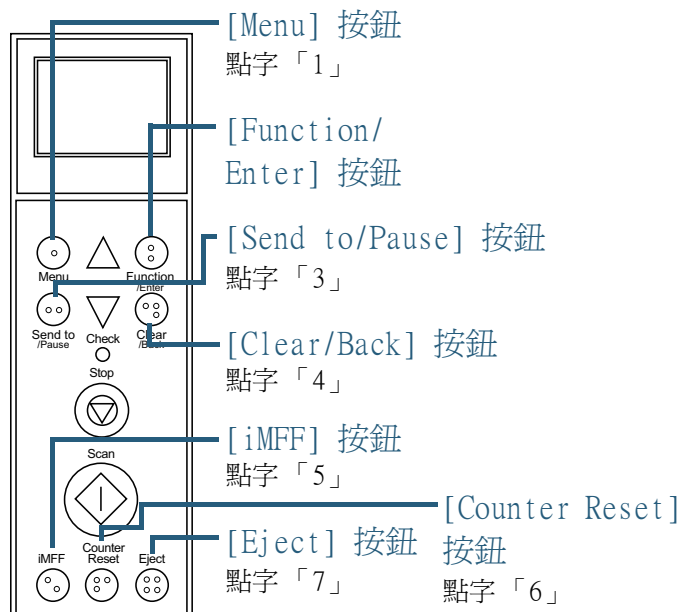 [Menu] 按鈕
點字「1」
[Function/
Enter] 按鈕
[Send to/Pause] 按鈕
點字「3」
[Clear/Back] 按鈕
點字「4」
[iMFF] 按鈕
點字「5」
[Counter Reset]
按鈕
點字「6」
[Eject] 按鈕
點字「7」
Menu
Function
/Enter
Send to
/Pause
Check
Clear
/Back
Stop
Scan
iMFF
Counter
Reset
Eject